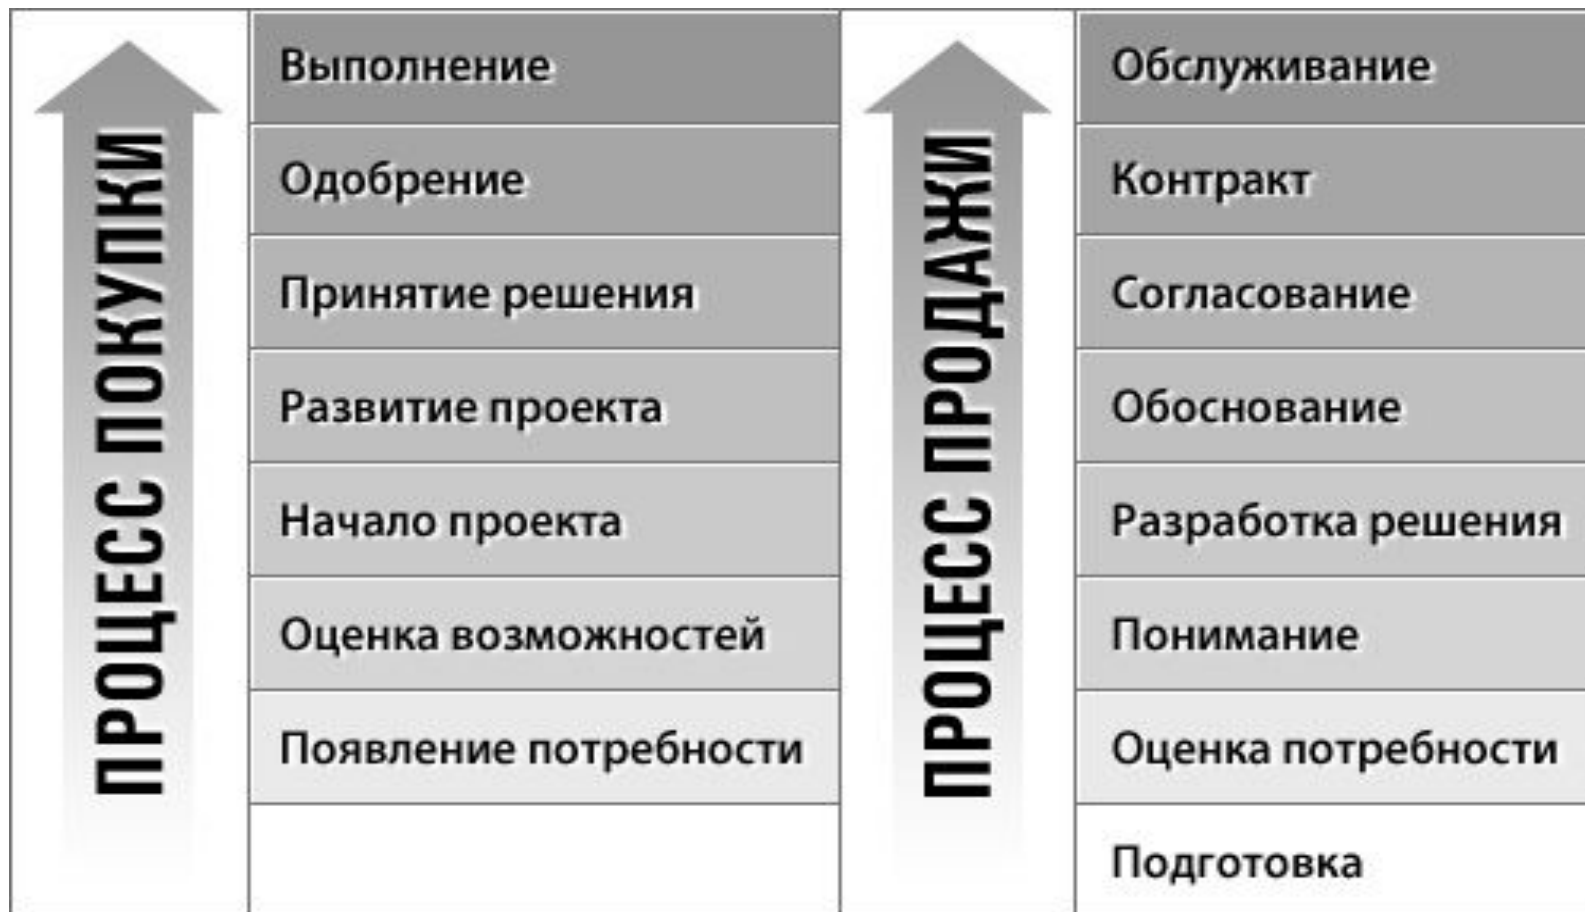 ПРОЦЕСС ПОКУПКИ
Выполнение
Одобрение
Принятие решения
Развитие проекта
Начало проекта
Оценка возможностей
Появление потребности
ПРОЦЕСС ПРОДАЖИ
Обслуживание
Контракт
Согласование
Обоснование
Разработка решения
Понимание
Оценка потребности
Подготовка